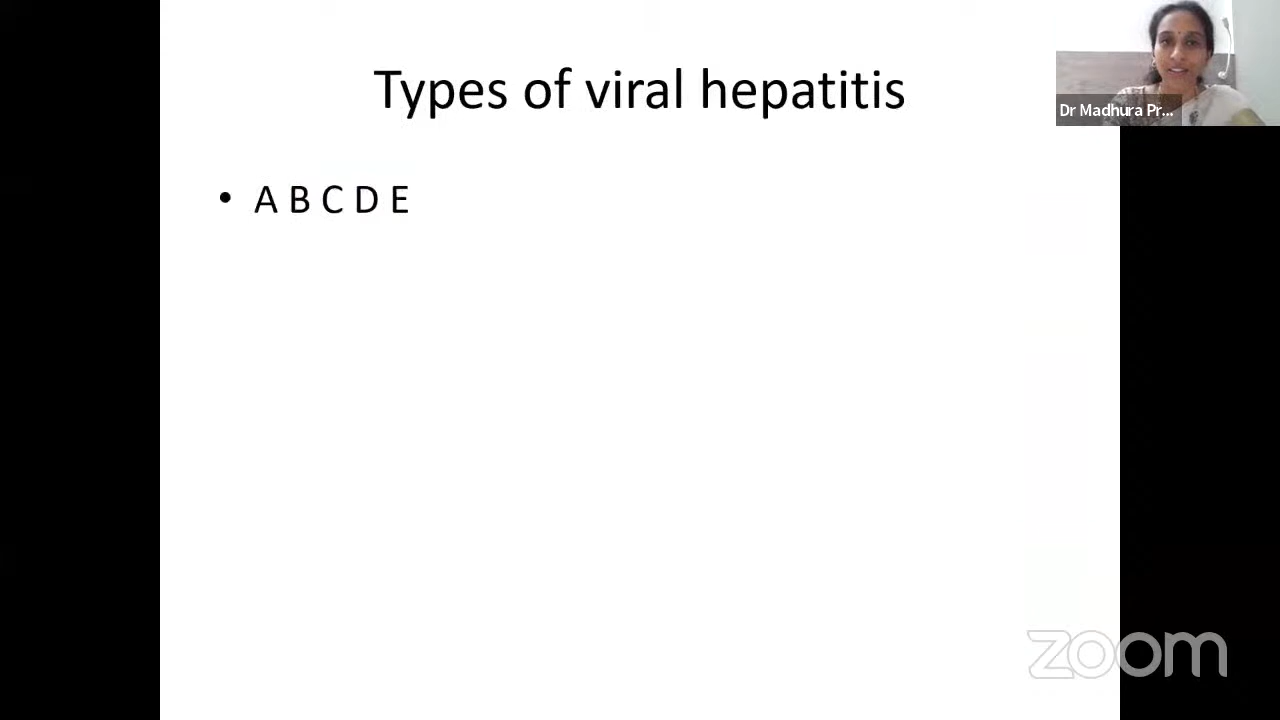 Types of viral hepatitis
Dr Madhura Pr...
• A B C D E
zoom